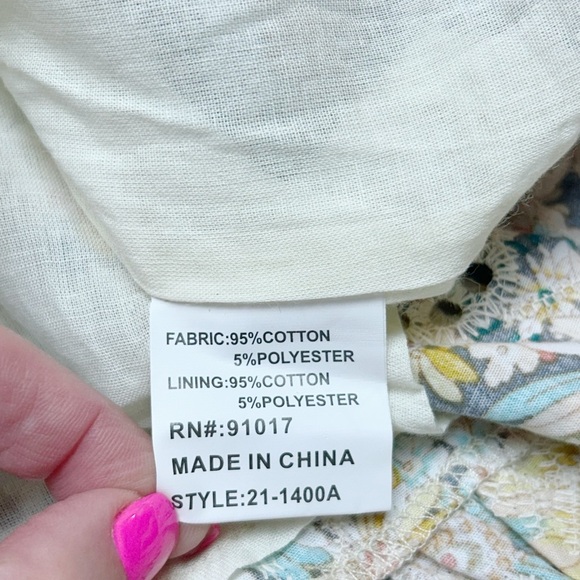 FABRIC:95%COTTON
5%POLYESTER
LINING:95%COTTON
5%POLYESTER
RN#:91017
MADE IN CHINA
STYLE:21-1400A